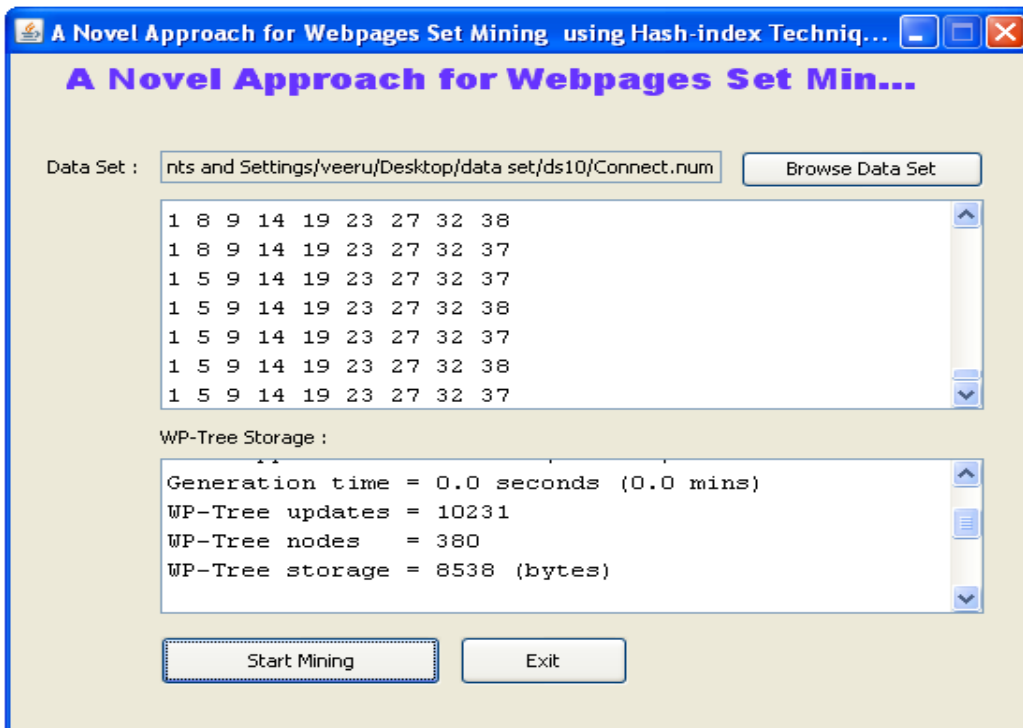 A Novel Approach for Webpages Set Mining using Hash-index Techniq...
A Novel Approach for Webpages Set Min...
Data Set : nts and Settings/veeru/Desktop/data set/ds10/Connect.num Browse Data Set
1 8 9 14 19 23 27 32 38
1 8 9 14 19 23 27 32 37
1 5 9 14 19 23 27 32 37
1 5 9 14 19 23 27 32 38
1 5 9 14 19 23 27 32 37
1 5 9 14 19 23 27 32 38
1 5 9 14 19 23 27 32 37
WP-Tree Storage :
Generation time = 0.0 seconds (0.0 mins)
WP-Tree updates = 10231
WP-Tree nodes = 380
WP-Tree storage = 8538 (bytes)
Start Mining Exit